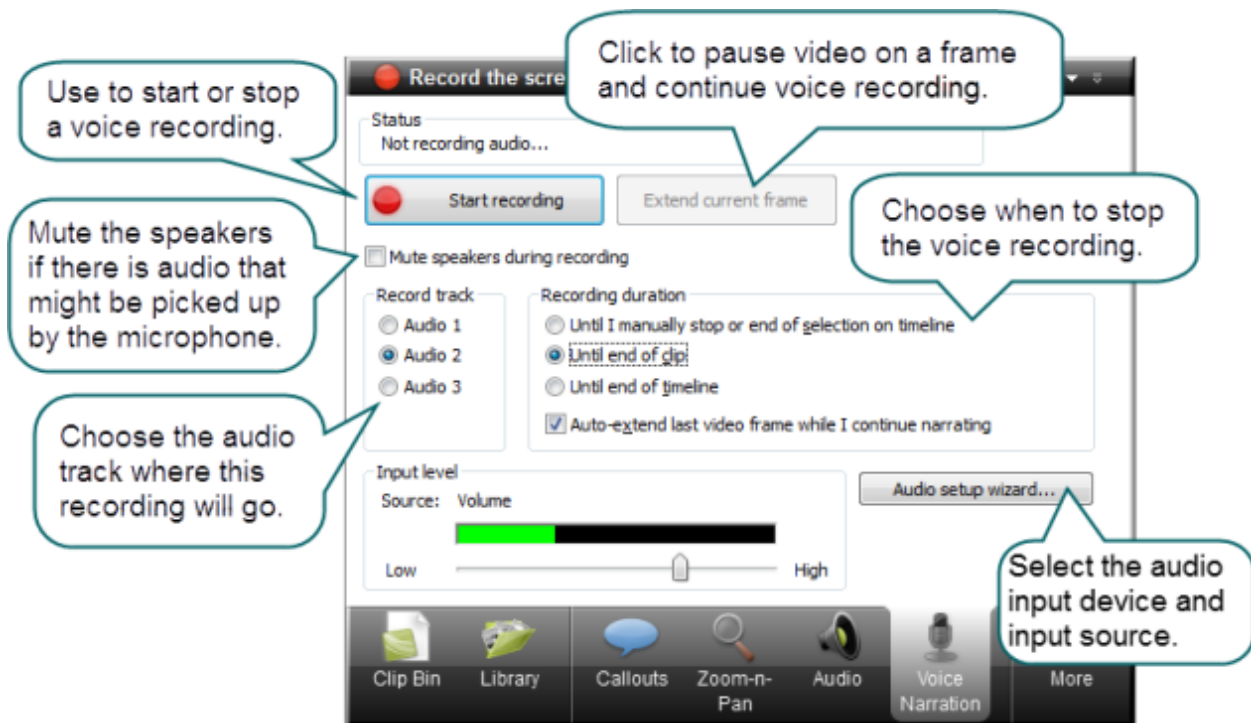 Click to pause video on a frame
and continue voice recording.
Use to start or stop
a voice recording.
Record the scre
Status
Not recording audio...
Start recording
Extend current frame
Choose when to stop
the voice recording.
Mute the speakers
if there is audio that
might be picked up
by the microphone.
Mute speakers during recording
Record track
Audio 1
Audio 2
Audio 3
Recording duration
Until I manually stop or end of selection on timeline
Until end of clip
Until end of timeline
Auto-extend last video frame while I continue narrating
Choose the audio
track where this
recording will go.
Input level
Source: Volume
Low
High
Audio setup wizard...
Select the audio
input device and
input source.
Clip Bin
Library
Callouts
Zoom-n-
Pan
Audio
Voice
Narration
More